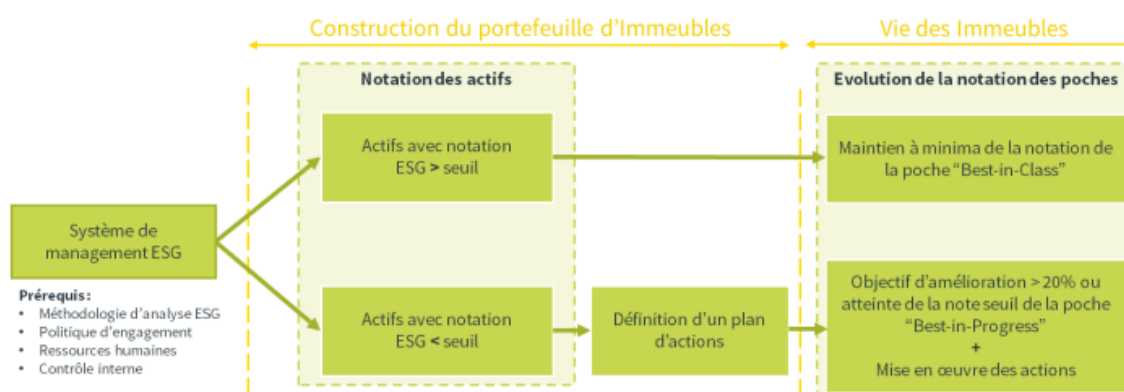 Construction du portefeuille d'Immeubles
Vie des Immeubles
Notation des actifs
Evolution de la notation des poches
Actifs avec notation
ESG > seuil
Maintien à minima de la notation de
la poche “Best-in-Class”
Système de
management ESG
Prérequis :
• Méthodologie d'analyse ESG
• Politique d'engagement
• Ressources humaines
• Contrôle interne
Actifs avec notation
ESG < seuil
Définition d'un plan
d'actions
Objectif d'amélioration > 20% ou
atteinte de la note seuil de la poche
“Best-in-Progress”
+
Mise en œuvre des actions